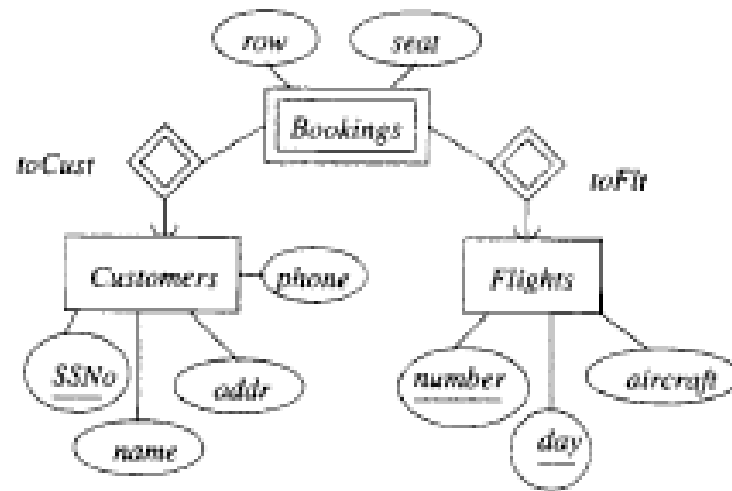 row
seat
Bookings
toCust
toFlt
Customers
phone
Flights
SSNo
addr
number
aircraft
name
day